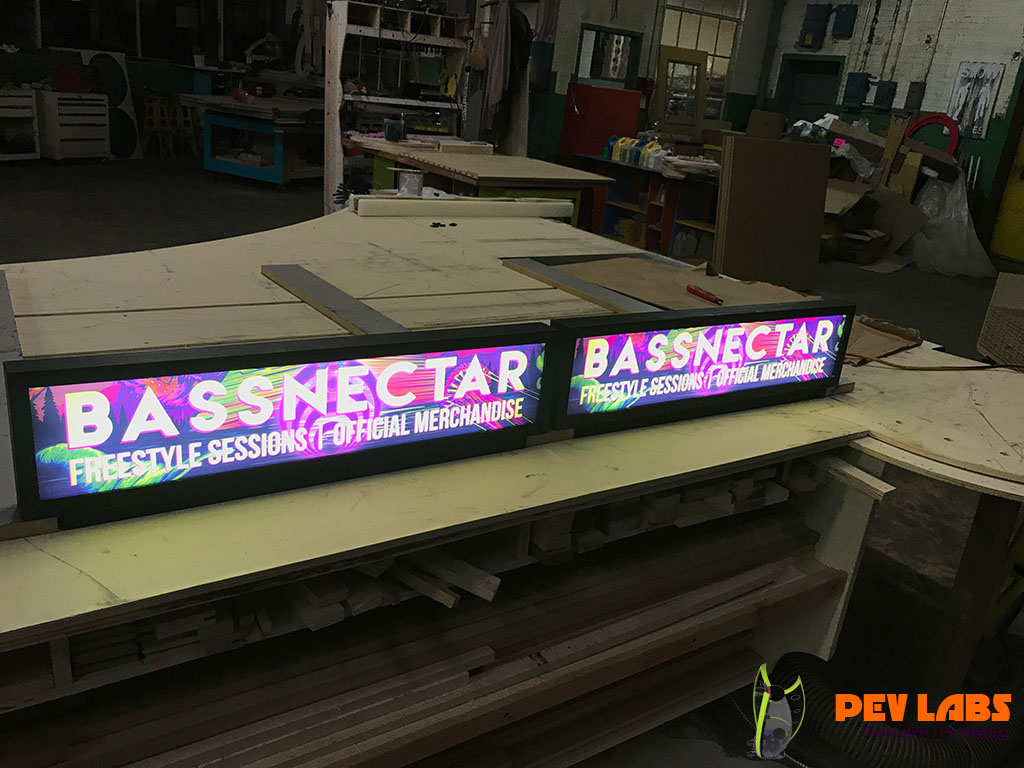 BASSNECTAR
FREESTYLE SESSIONS | OFFICIAL MERCHANDISE
BASSNECTAR
FREESTYLE SESSIONS | OFFICIAL MERCHANDISE
PEV LABS